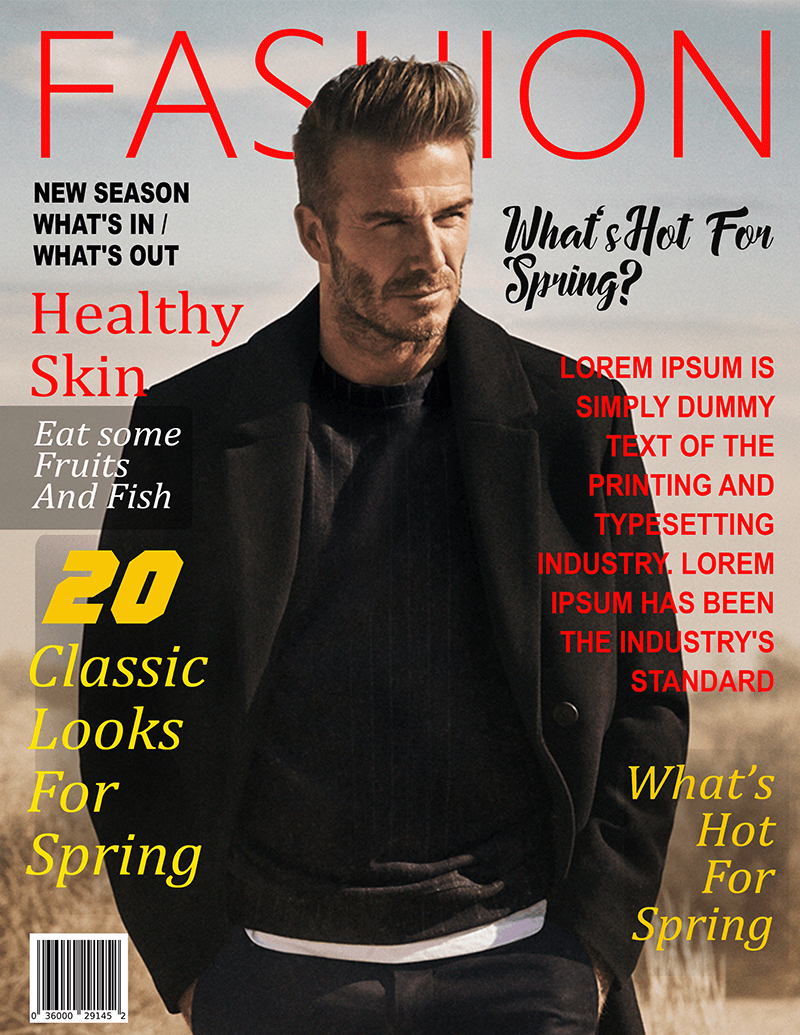 FASHION
NEW SEASON
WHAT'S IN /
WHAT'S OUT
What's Hot For
Spring?
Healthy
Skin
LOREM IPSUM IS
SIMPLY DUMMY
TEXT OF THE
PRINTING AND
TYPESETTING
INDUSTRY. LOREM
IPSUM HAS BEEN
THE INDUSTRY'S
STANDARD
Eat some
Fruits
And Fish
20
Classic
Looks
For
Spring
What’s
Hot
For
Spring
0 36000 29145 2